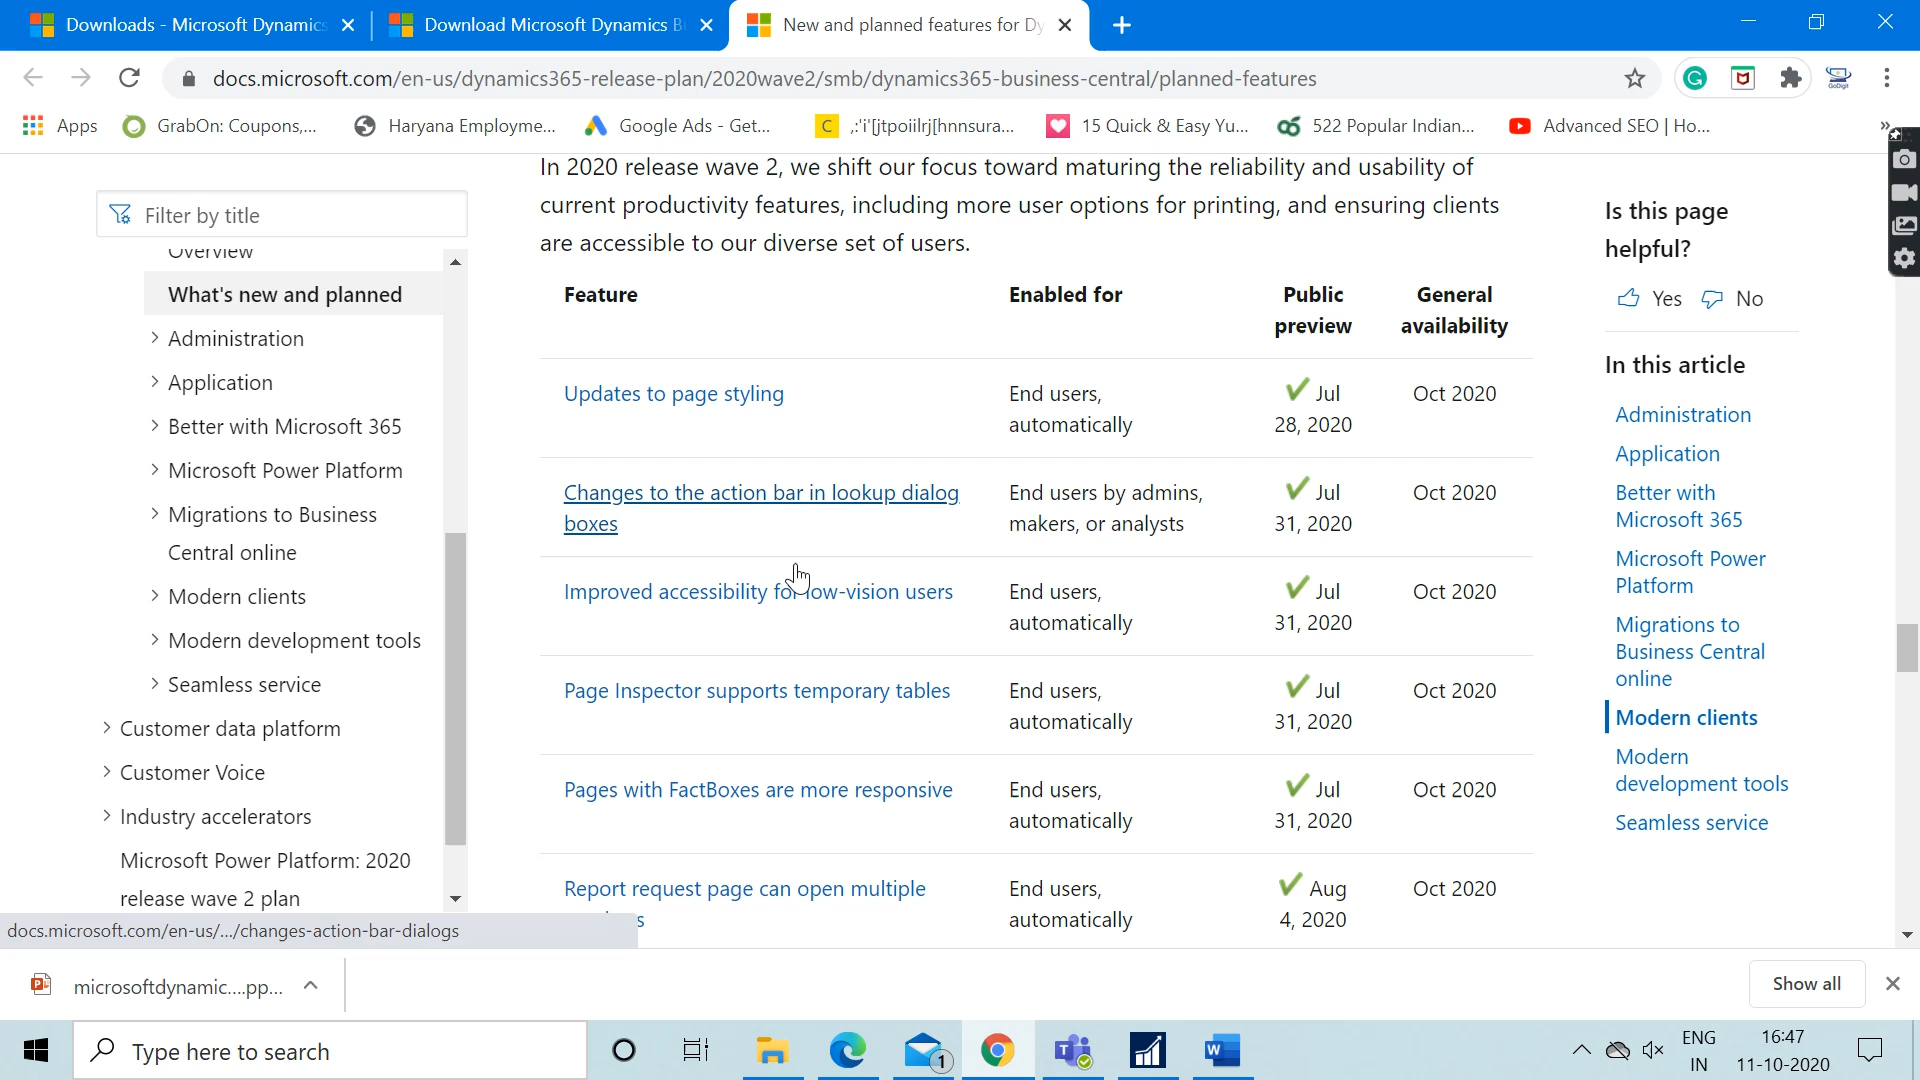 Downloads - Microsoft Dynamics
Download Microsoft Dynamics B
New and planned features for Dy
docs.microsoft.com/en-us/dynamics365-release-plan/2020wave2/smb/dynamics365-business-central/planned-features
Apps
GrabOn: Coupons,...
Haryana Employme...
Google Ads - Get...
,:'i'[jtpoiilrj[hnnsura...
15 Quick & Easy Yu...
522 Popular Indian...
Advanced SEO | Ho...
Filter by title
Overview
What's new and planned
Administration
Application
Better with Microsoft 365
Microsoft Power Platform
Migrations to Business
Central online
Modern clients
Modern development tools
Seamless service
Customer data platform
Customer Voice
Industry accelerators
Microsoft Power Platform: 2020
release wave 2 plan
In 2020 release wave 2, we shift our focus toward maturing the reliability and usability of
current productivity features, including more user options for printing, and ensuring clients
are accessible to our diverse set of users.
Feature
Enabled for
Public
preview
General
availability
Updates to page styling
End users,
automatically
Jul
28, 2020
Oct 2020
Changes to the action bar in lookup dialog
boxes
End users by admins,
makers, or analysts
Jul
31, 2020
Oct 2020
Improved accessibility for low-vision users
End users,
automatically
Jul
31, 2020
Oct 2020
Page Inspector supports temporary tables
End users,
automatically
Jul
31, 2020
Oct 2020
Pages with FactBoxes are more responsive
End users,
automatically
Jul
31, 2020
Oct 2020
Report request page can open multiple
End users,
automatically
Aug
4, 2020
Oct 2020
Is this page
helpful?
Yes
No
In this article
Administration
Application
Better with
Microsoft 365
Microsoft Power
Platform
Migrations to
Business Central
online
Modern clients
Modern
development tools
Seamless service
docs.microsoft.com/en-us/.../changes-action-bar-dialogs
microsoftdynamic....pp...
Show all
Type here to search
1
ENG
IN
16:47
11-10-2020